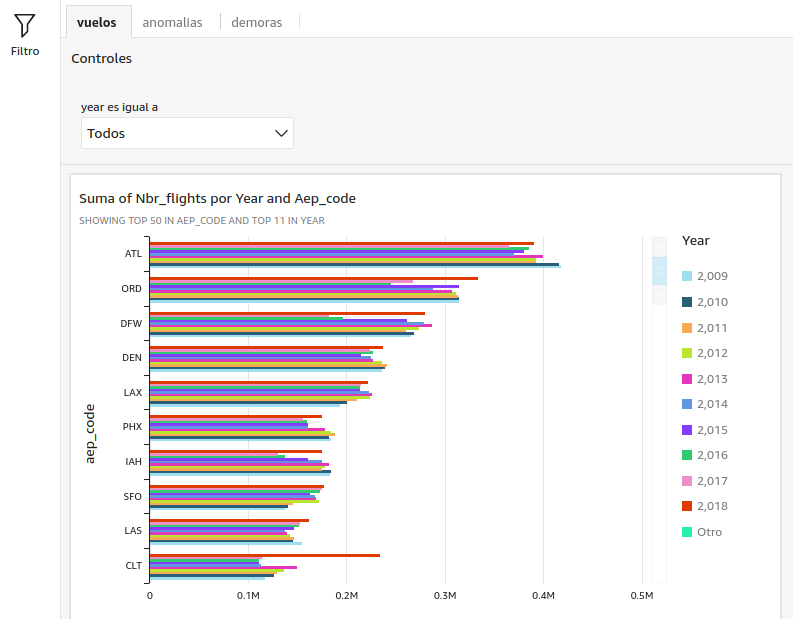 vuelos
anomalias
demoras
Filtro
Controles
year es igual a
Todos
Suma of Nbr_flights por Year and Aep_code
SHOWING TOP 50 IN AEP_CODE AND TOP 11 IN YEAR
Year
2,009
2,010
2,011
2,012
2,013
2,014
2,015
2,016
2,017
2,018
Otro
aep_code
ATL
ORD
DFW
DEN
LAX
PHX
IAH
SFO
LAS
CLT
0 0.1M 0.2M 0.3M 0.4M 0.5M